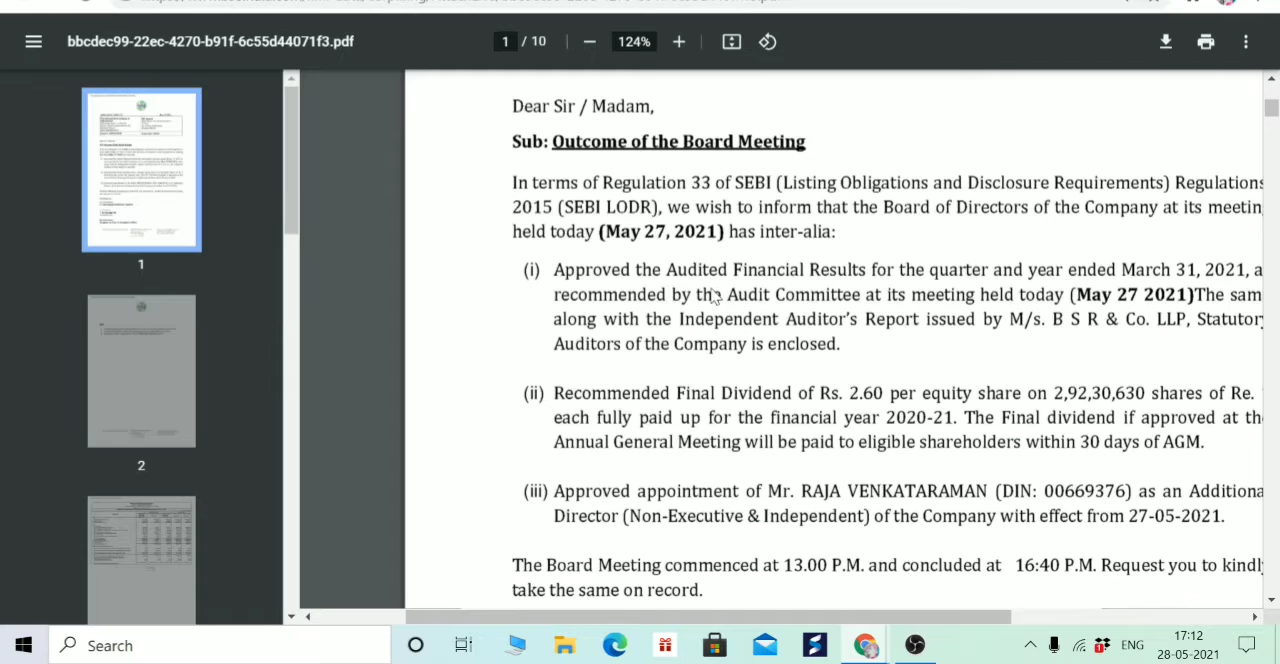 bbcdec99-22ec-4270-b91f-6c55d44071f3.pdf
1 / 10
124%
1
2
Dear Sir / Madam,
Sub: Outcome of the Board Meeting
In terms of Regulation 33 of SEBI (Listing Obligations and Disclosure Requirements) Regulations
2015 (SEBI LODR), we wish to inform that the Board of Directors of the Company at its meetin
held today (May 27, 2021) has inter-alia:
(i) Approved the Audited Financial Results for the quarter and year ended March 31, 2021, a
recommended by the Audit Committee at its meeting held today (May 27 2021)The sam
along with the Independent Auditor's Report issued by M/s. B S R & Co. LLP, Statutor
Auditors of the Company is enclosed.
(ii) Recommended Final Dividend of Rs. 2.60 per equity share on 2,92,30,630 shares of Re.
each fully paid up for the financial year 2020-21. The Final dividend if approved at th
Annual General Meeting will be paid to eligible shareholders within 30 days of AGM.
(iii) Approved appointment of Mr. RAJA VENKATARAMAN (DIN: 00669376) as an Additiona
Director (Non-Executive & Independent) of the Company with effect from 27-05-2021.
The Board Meeting commenced at 13.00 P.M. and concluded at 16:40 P.M. Request you to kindl
take the same on record.
Search
ENG
17:12
28-05-2021